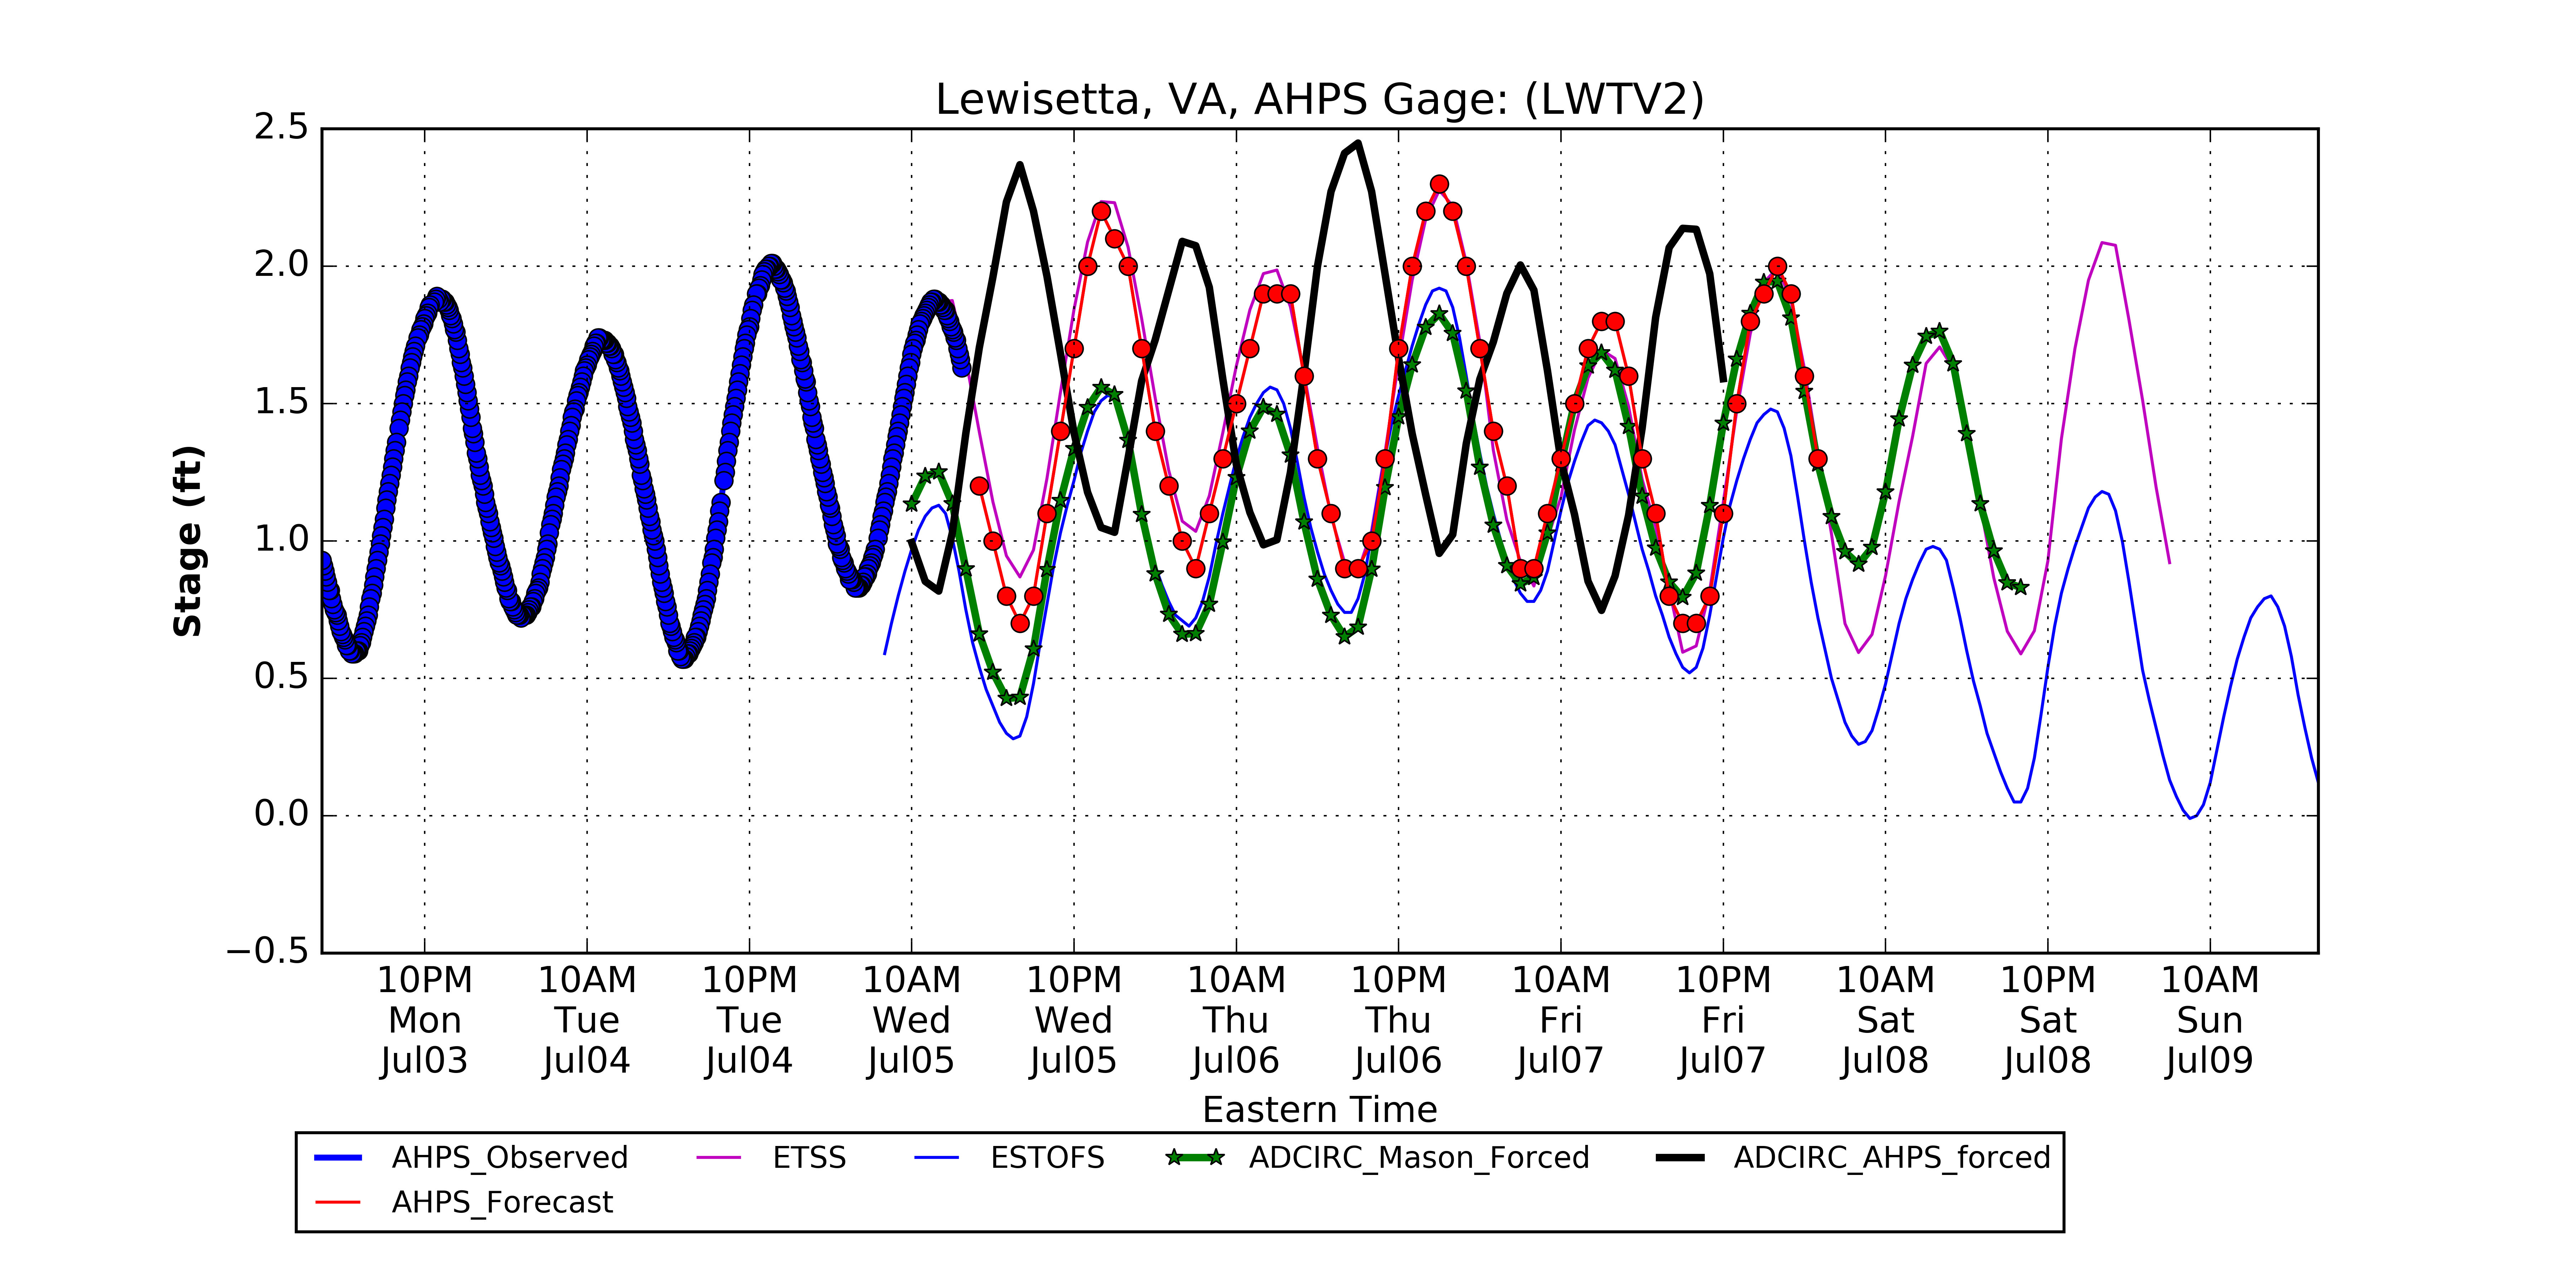 Lewisetta, VA, AHPS Gage: (LWTV2)
Stage (ft)
2.5
2.0
1.5
1.0
0.5
0.0
−0.5
10PM 10AM 10PM 10AM 10PM 10AM 10PM 10AM 10PM 10AM 10PM 10AM
Mon Tue Tue Wed Wed Thu Thu Fri Fri Sat Sat Sun
Jul03 Jul04 Jul04 Jul05 Jul05 Jul06 Jul06 Jul07 Jul07 Jul08 Jul08 Jul09
Eastern Time
AHPS_Observed ETSS ESTOFS ADCIRC_Mason_Forced ADCIRC_AHPS_forced
AHPS_Forecast